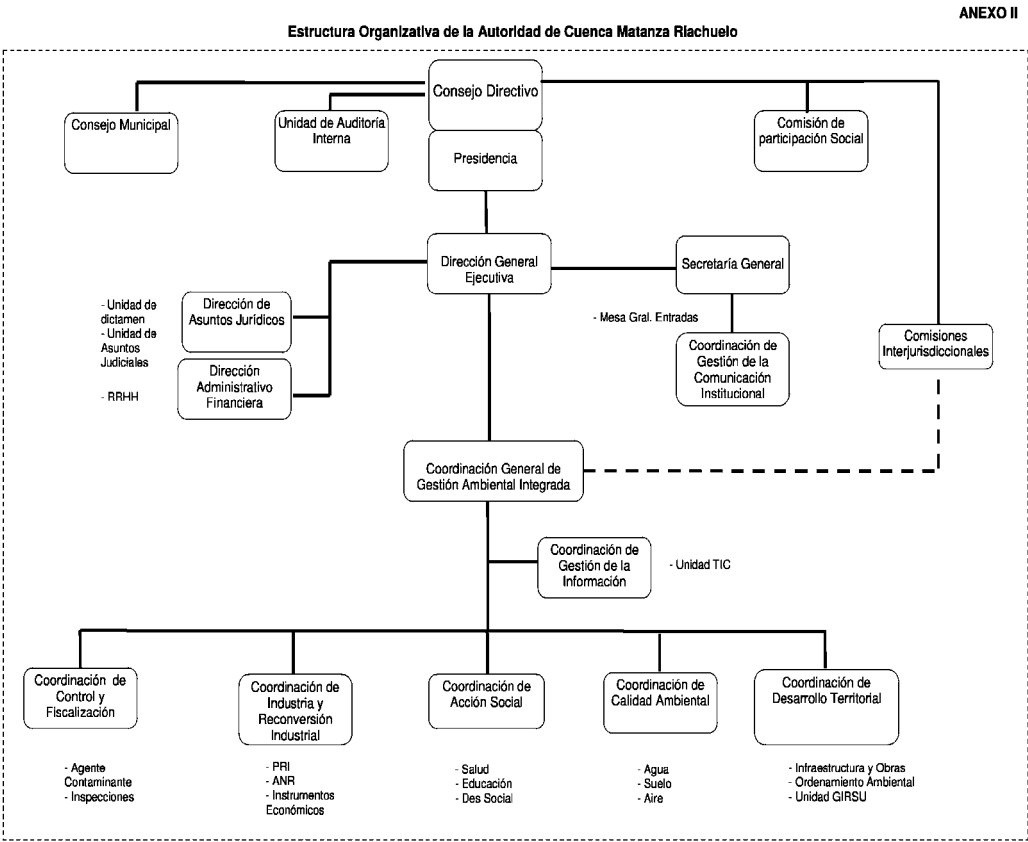 ANEXO II
Estructura Organizativa de la Autoridad de Cuenca Matanza Riachuelo
Consejo Directivo
Consejo Municipal
Unidad de Auditoría
Interna
Comisión de
participación Social
Presidencia
Dirección General
Ejecutiva
Secretaría General
- Unidad de
dictamen
- Unidad de
Asuntos
Judiciales
Dirección de
Asuntos Jurídicos
- Mesa Gral. Entradas
Coordinación de
Gestión de la
Comunicación
Institucional
Comisiones
Interjurisdiccionales
- RRHH
Dirección
Administrativo
Financiera
Coordinación General de
Gestión Ambiental Integrada
Coordinación de
Gestión de la
Información
- Unidad TIC
Coordinación de
Control y
Fiscalización
Coordinación de
Industria y
Reconversión
Industrial
Coordinación de
Acción Social
Coordinación de
Calidad Ambiental
Coordinación de
Desarrollo Territorial
- Agente
Contaminante
- Inspecciones
- PRI
- ANR
- Instrumentos
Económicos
- Salud
- Educación
- Des Social
- Agua
- Suelo
- Aire
- Infraestructura y Obras
- Ordenamiento Ambiental
- Unidad GIRSU